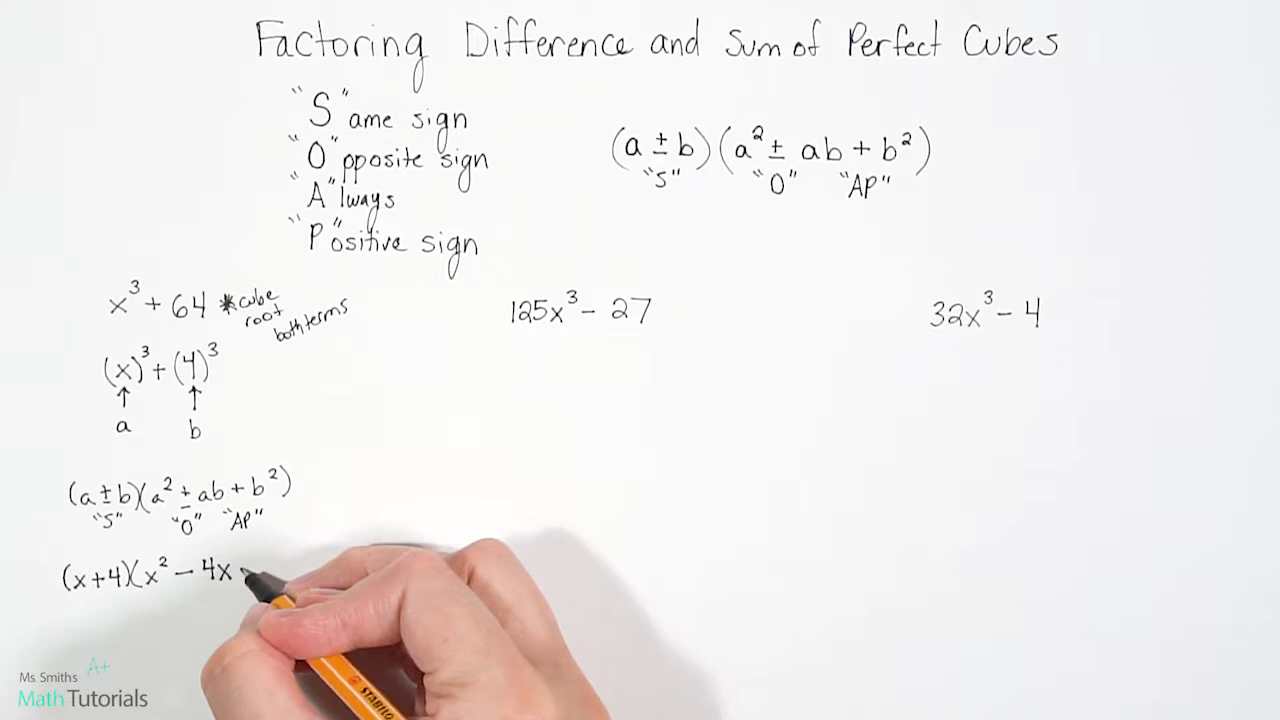 Factoring Difference and Sum of Perfect Cubes
"S"ame sign
"O"pposite sign
"A"lways
"P"ositive sign
(a ± b)(a² ± ab + b²)
"S" "O" "AP"
x³ + 64 *cube root both terms
(x)³ + (4)³
↑ ↑
a b
(a ± b)(a² ± ab + b²)
"S" "O" "AP"
(x+4)(x² - 4x
125x³ - 27
32x³ - 4
Ms. Smiths A+
Math Tutorials
STABILO